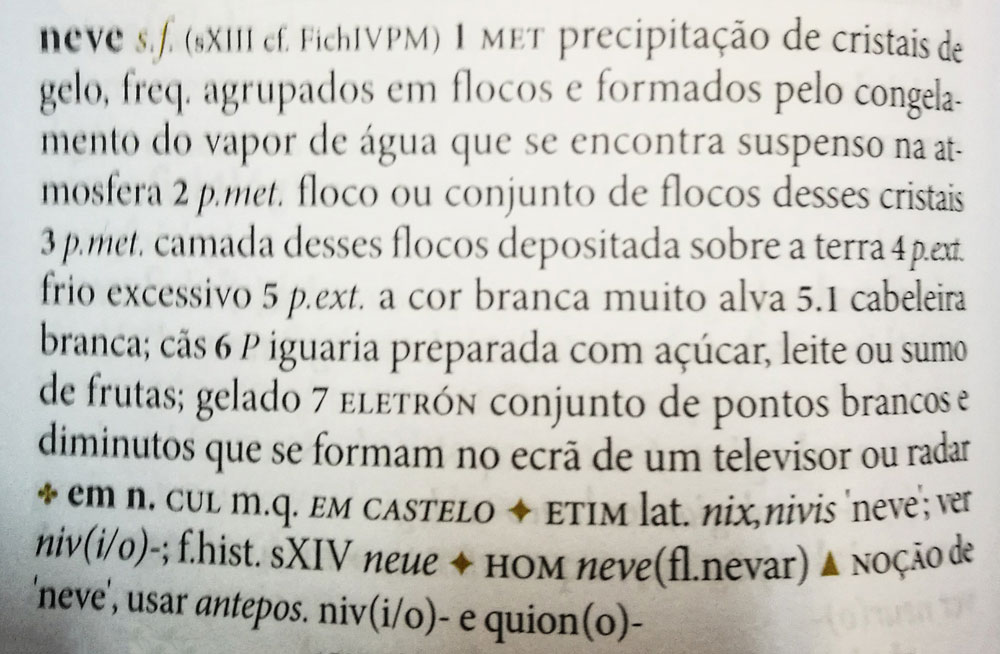 neve s.f. (sXIII cf. FichIVPM) 1 MET precipitação de cristais de
gelo, freq. agrupados em flocos e formados pelo congela-
mento do vapor de água que se encontra suspenso na at-
mosfera 2 p.met. floco ou conjunto de flocos desses cristais
3 p.met. camada desses flocos depositada sobre a terra 4 p.ext.
frio excessivo 5 p.ext. a cor branca muito alva 5.1 cabeleira
branca; cãs 6 P iguaria preparada com açúcar, leite ou sumo
de frutas; gelado 7 ELETRÓN conjunto de pontos brancos e
diminutos que se formam no ecrã de um televisor ou radar
✤ em n. CUL m.q. EM CASTELO ✦ ETIM lat. nix,nivis 'neve'; ver
niv(i/o)-; f.hist. sXIV neue ✦ HOM neve(fl.nevar) ▲ NOÇÃO de
'neve', usar antepos. niv(i/o)- e quion(o)-